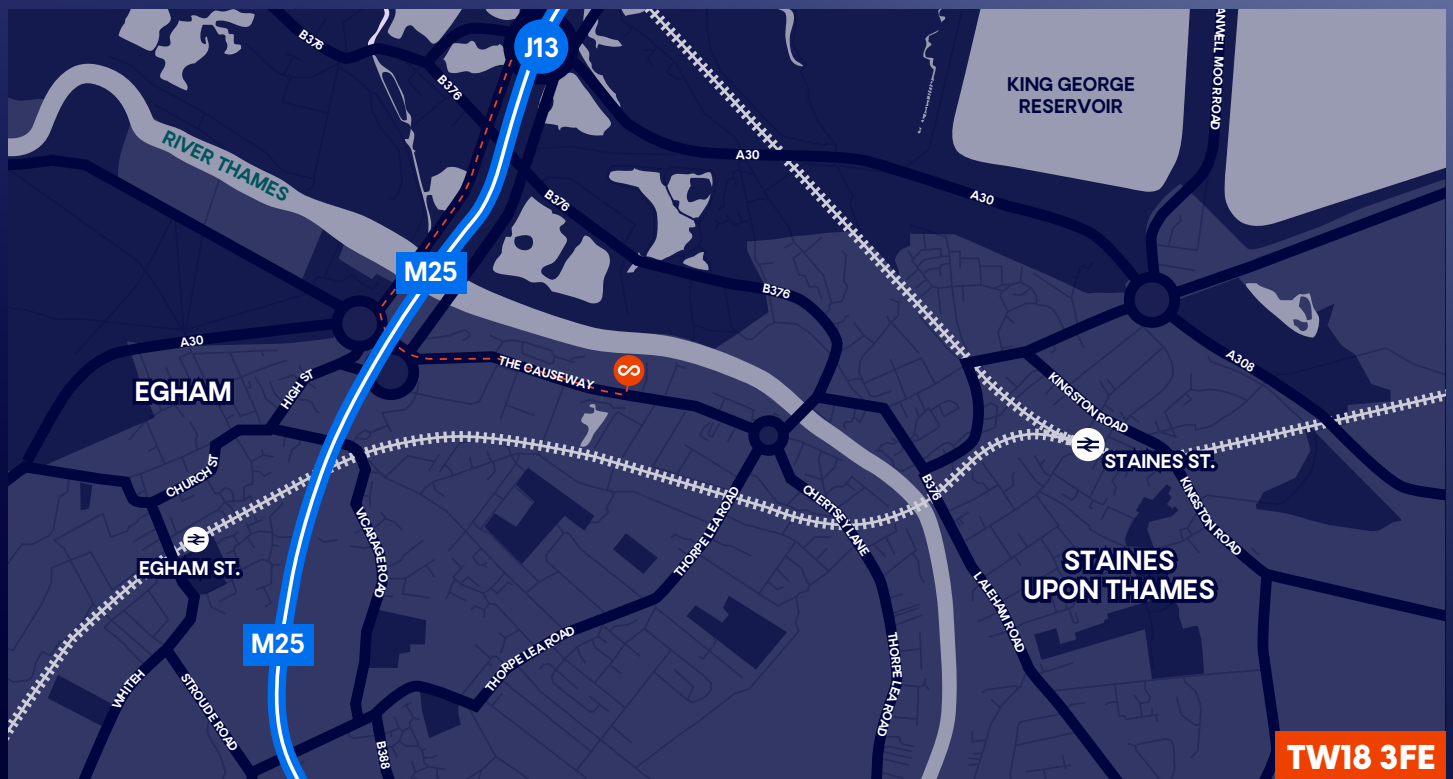 J13
B376
B376
ANWELL MOOR ROAD
KING GEORGE
RESERVOIR
RIVER THAMES
A30
B376
A30
M25
B376
A30
THE CAUSEWAY
EGHAM
HIGH ST
A308
KINGSTON ROAD
STAINES ST.
CHURCH ST
B376
KINGSTON ROAD
CHERTSEY LANE
THORPE LEA ROAD
VICARAGE ROAD
EGHAM ST.
STAINES
UPON THAMES
LALEHAM ROAD
M25
THORPE LEA ROAD
THORPE LEA ROAD
WHITEH
STROUDE ROAD
B388
TW18 3FE